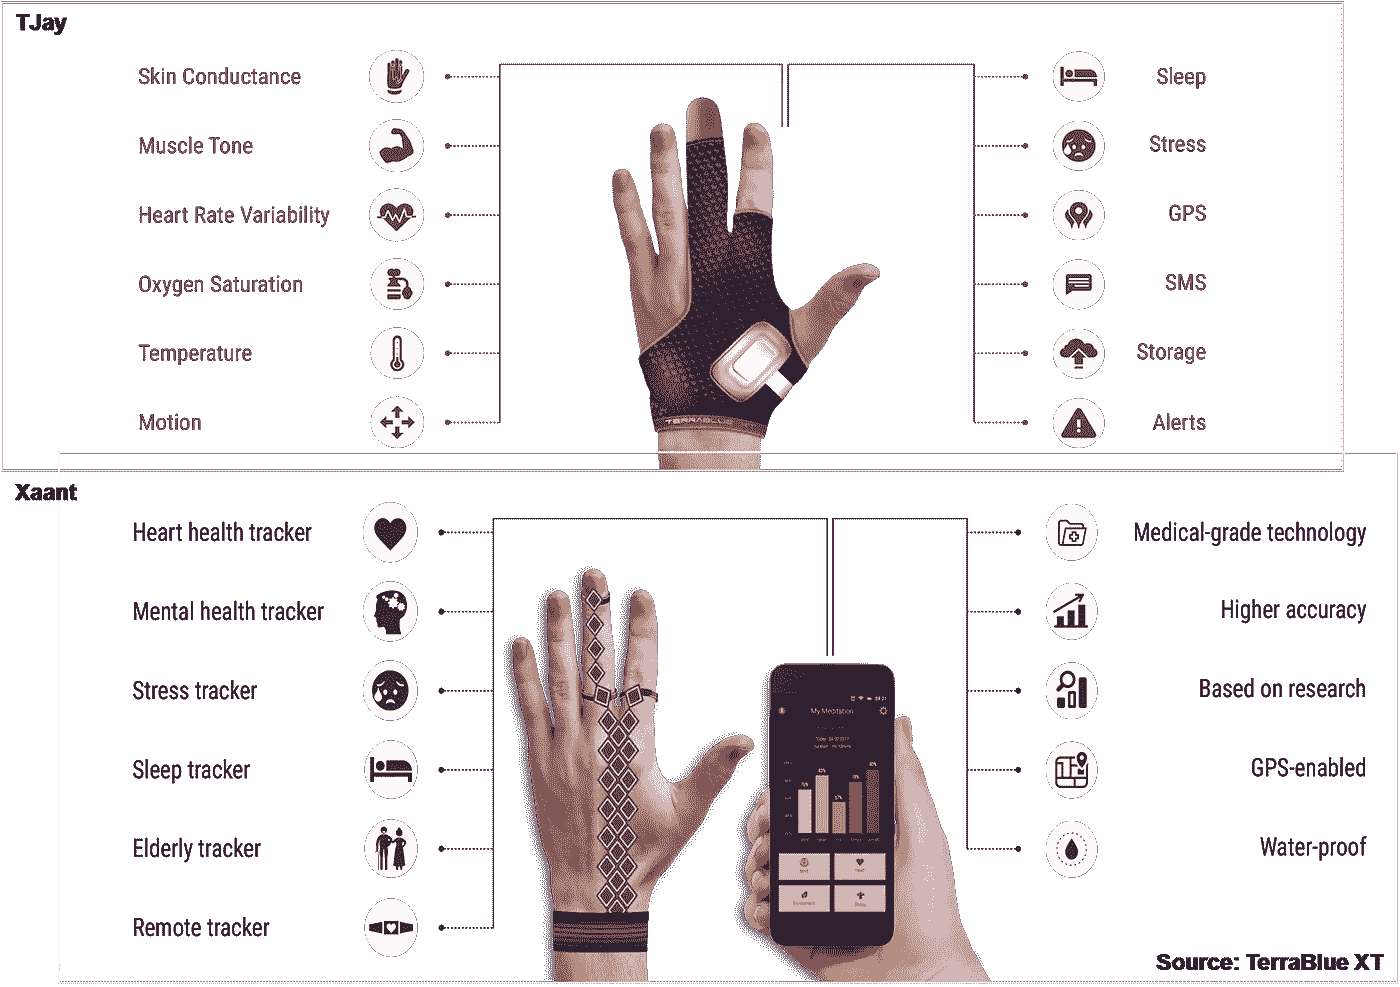 TJay
Skin Conductance
Muscle Tone
Heart Rate Variability
Oxygen Saturation
Temperature
Motion
Sleep
Stress
GPS
SMS
Storage
Alerts
TERRABLUE
Xaant
Heart health tracker
Mental health tracker
Stress tracker
Sleep tracker
Elderly tracker
Remote tracker
My Meditation
Medical-grade technology
Higher accuracy
Based on research
GPS-enabled
Water-proof
Source: TerraBlue XT